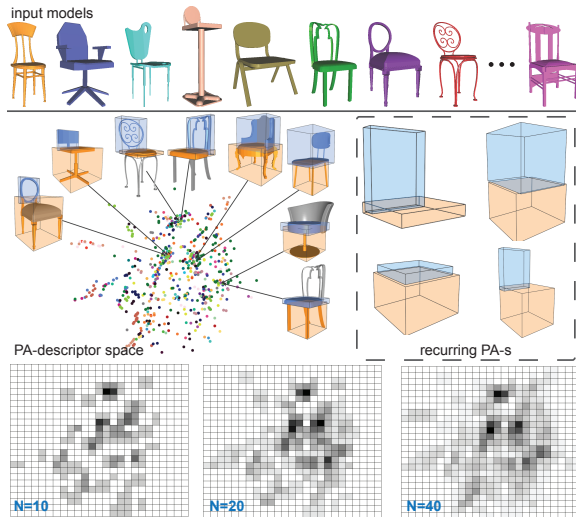 input models
PA-descriptor space
recurring PA-s
N=10
N=20
N=40